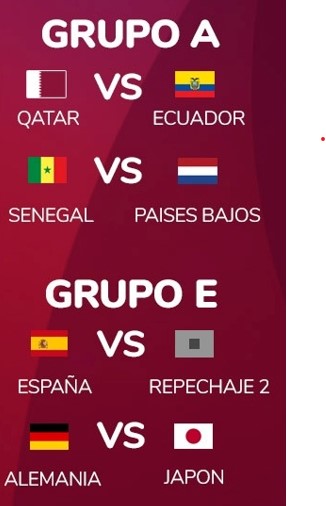 GRUPO A
VS
QATAR ECUADOR
VS
SENEGAL PAISES BAJOS
GRUPO E
VS
ESPAÑA REPECHAJE 2
VS
ALEMANIA JAPON